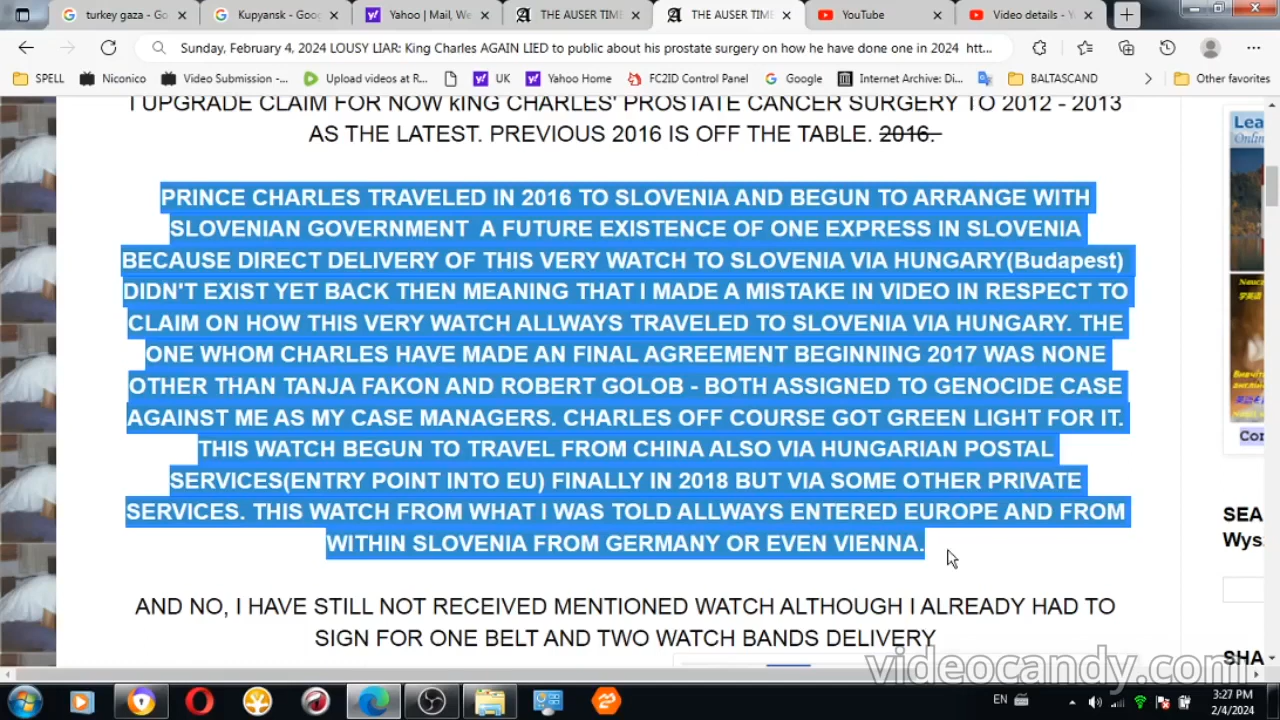 turkey gaza - Go
Kupyansk - Goo
Yahoo | Mail, We
THE AUSER TIME
THE AUSER TIME
YouTube
Video details - Y
Sunday, February 4, 2024 LOUSY LIAR: King Charles AGAIN LIED to public about his prostate surgery on how he have done one in 2024 htt...
SPELL
Niconico
Video Submission -...
Upload videos at R...
UK
Yahoo Home
FC2ID Control Panel
Google
Internet Archive: Di...
BALTASCAND
Other favorites
I UPGRADE CLAIM FOR NOW kING CHARLES' PROSTATE CANCER SURGERY TO 2012 - 2013
AS THE LATEST. PREVIOUS 2016 IS OFF THE TABLE. 2016.
PRINCE CHARLES TRAVELED IN 2016 TO SLOVENIA AND BEGUN TO ARRANGE WITH
SLOVENIAN GOVERNMENT A FUTURE EXISTENCE OF ONE EXPRESS IN SLOVENIA
BECAUSE DIRECT DELIVERY OF THIS VERY WATCH TO SLOVENIA VIA HUNGARY(Budapest)
DIDN'T EXIST YET BACK THEN MEANING THAT I MADE A MISTAKE IN VIDEO IN RESPECT TO
CLAIM ON HOW THIS VERY WATCH ALLWAYS TRAVELED TO SLOVENIA VIA HUNGARY. THE
ONE WHOM CHARLES HAVE MADE AN FINAL AGREEMENT BEGINNING 2017 WAS NONE
OTHER THAN TANJA FAKON AND ROBERT GOLOB - BOTH ASSIGNED TO GENOCIDE CASE
AGAINST ME AS MY CASE MANAGERS. CHARLES OFF COURSE GOT GREEN LIGHT FOR IT.
THIS WATCH BEGUN TO TRAVEL FROM CHINA ALSO VIA HUNGARIAN POSTAL
SERVICES(ENTRY POINT INTO EU) FINALLY IN 2018 BUT VIA SOME OTHER PRIVATE
SERVICES. THIS WATCH FROM WHAT I WAS TOLD ALLWAYS ENTERED EUROPE AND FROM
WITHIN SLOVENIA FROM GERMANY OR EVEN VIENNA.
AND NO, I HAVE STILL NOT RECEIVED MENTIONED WATCH ALTHOUGH I ALREADY HAD TO
SIGN FOR ONE BELT AND TWO WATCH BANDS DELIVERY
Lea
Onlin
Cor
SEA
Wys
SHA
videocandy.com
EN
3:27 PM
2/4/2024